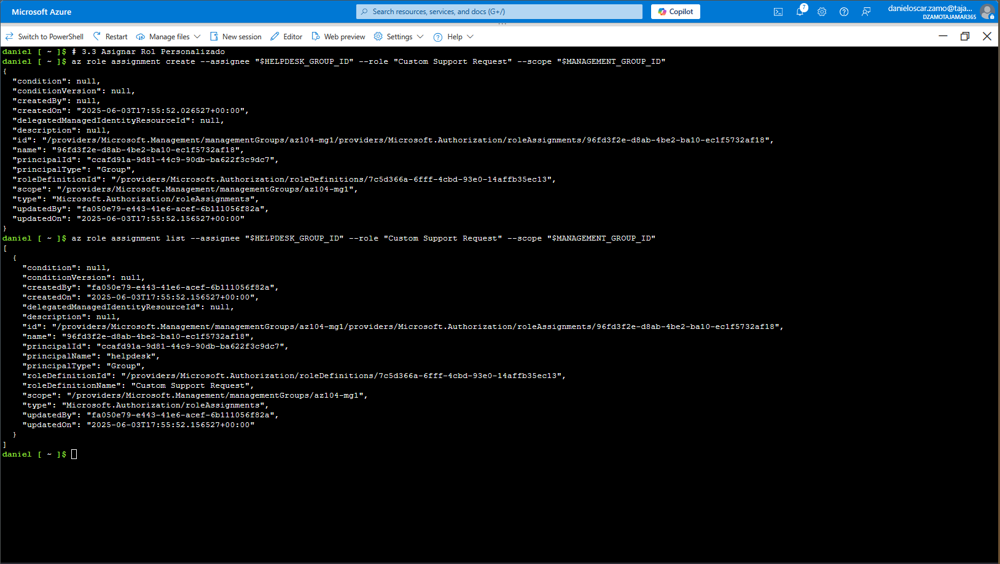 Microsoft Azure
Search resources, services, and docs (G+/)
Copilot
7
danieloscar.zamo@taja...
DZAMOTAJAMAR365
Switch to PowerShell
Restart
Manage files
New session
Editor
Web preview
Settings
Help
daniel [ ~ ]$ # 3.3 Asignar Rol Personalizado
daniel [ ~ ]$ az role assignment create --assignee "$HELPDESK_GROUP_ID" --role "Custom Support Request" --scope "$MANAGEMENT_GROUP_ID"
{
  "condition": null,
  "conditionVersion": null,
  "createdBy": null,
  "createdOn": "2025-06-03T17:55:52.026527+00:00",
  "delegatedManagedIdentityResourceId": null,
  "description": null,
  "id": "/providers/Microsoft.Management/managementGroups/az104-mg1/providers/Microsoft.Authorization/roleAssignments/96fd3f2e-d8ab-4be2-ba10-ec1f5732af18",
  "name": "96fd3f2e-d8ab-4be2-ba10-ec1f5732af18",
  "principalId": "ccafd91a-9d81-44c9-90db-ba622f3c9dc7",
  "principalType": "Group",
  "roleDefinitionId": "/providers/Microsoft.Authorization/roleDefinitions/7c5d366a-6fff-4cbd-93e0-14affb35ec13",
  "scope": "/providers/Microsoft.Management/managementGroups/az104-mg1",
  "type": "Microsoft.Authorization/roleAssignments",
  "updatedBy": "fa050e79-e443-41e6-acef-6b111056f82a",
  "updatedOn": "2025-06-03T17:55:52.156527+00:00"
}
daniel [ ~ ]$ az role assignment list --assignee "$HELPDESK_GROUP_ID" --role "Custom Support Request" --scope "$MANAGEMENT_GROUP_ID"
[
  {
    "condition": null,
    "conditionVersion": null,
    "createdBy": "fa050e79-e443-41e6-acef-6b111056f82a",
    "createdOn": "2025-06-03T17:55:52.156527+00:00",
    "delegatedManagedIdentityResourceId": null,
    "description": null,
    "id": "/providers/Microsoft.Management/managementGroups/az104-mg1/providers/Microsoft.Authorization/roleAssignments/96fd3f2e-d8ab-4be2-ba10-ec1f5732af18",
    "name": "96fd3f2e-d8ab-4be2-ba10-ec1f5732af18",
    "principalId": "ccafd91a-9d81-44c9-90db-ba622f3c9dc7",
    "principalName": "helpdesk",
    "principalType": "Group",
    "roleDefinitionId": "/providers/Microsoft.Authorization/roleDefinitions/7c5d366a-6fff-4cbd-93e0-14affb35ec13",
    "roleDefinitionName": "Custom Support Request",
    "scope": "/providers/Microsoft.Management/managementGroups/az104-mg1",
    "type": "Microsoft.Authorization/roleAssignments",
    "updatedBy": "fa050e79-e443-41e6-acef-6b111056f82a",
    "updatedOn": "2025-06-03T17:55:52.156527+00:00"
  }
]
daniel [ ~ ]$